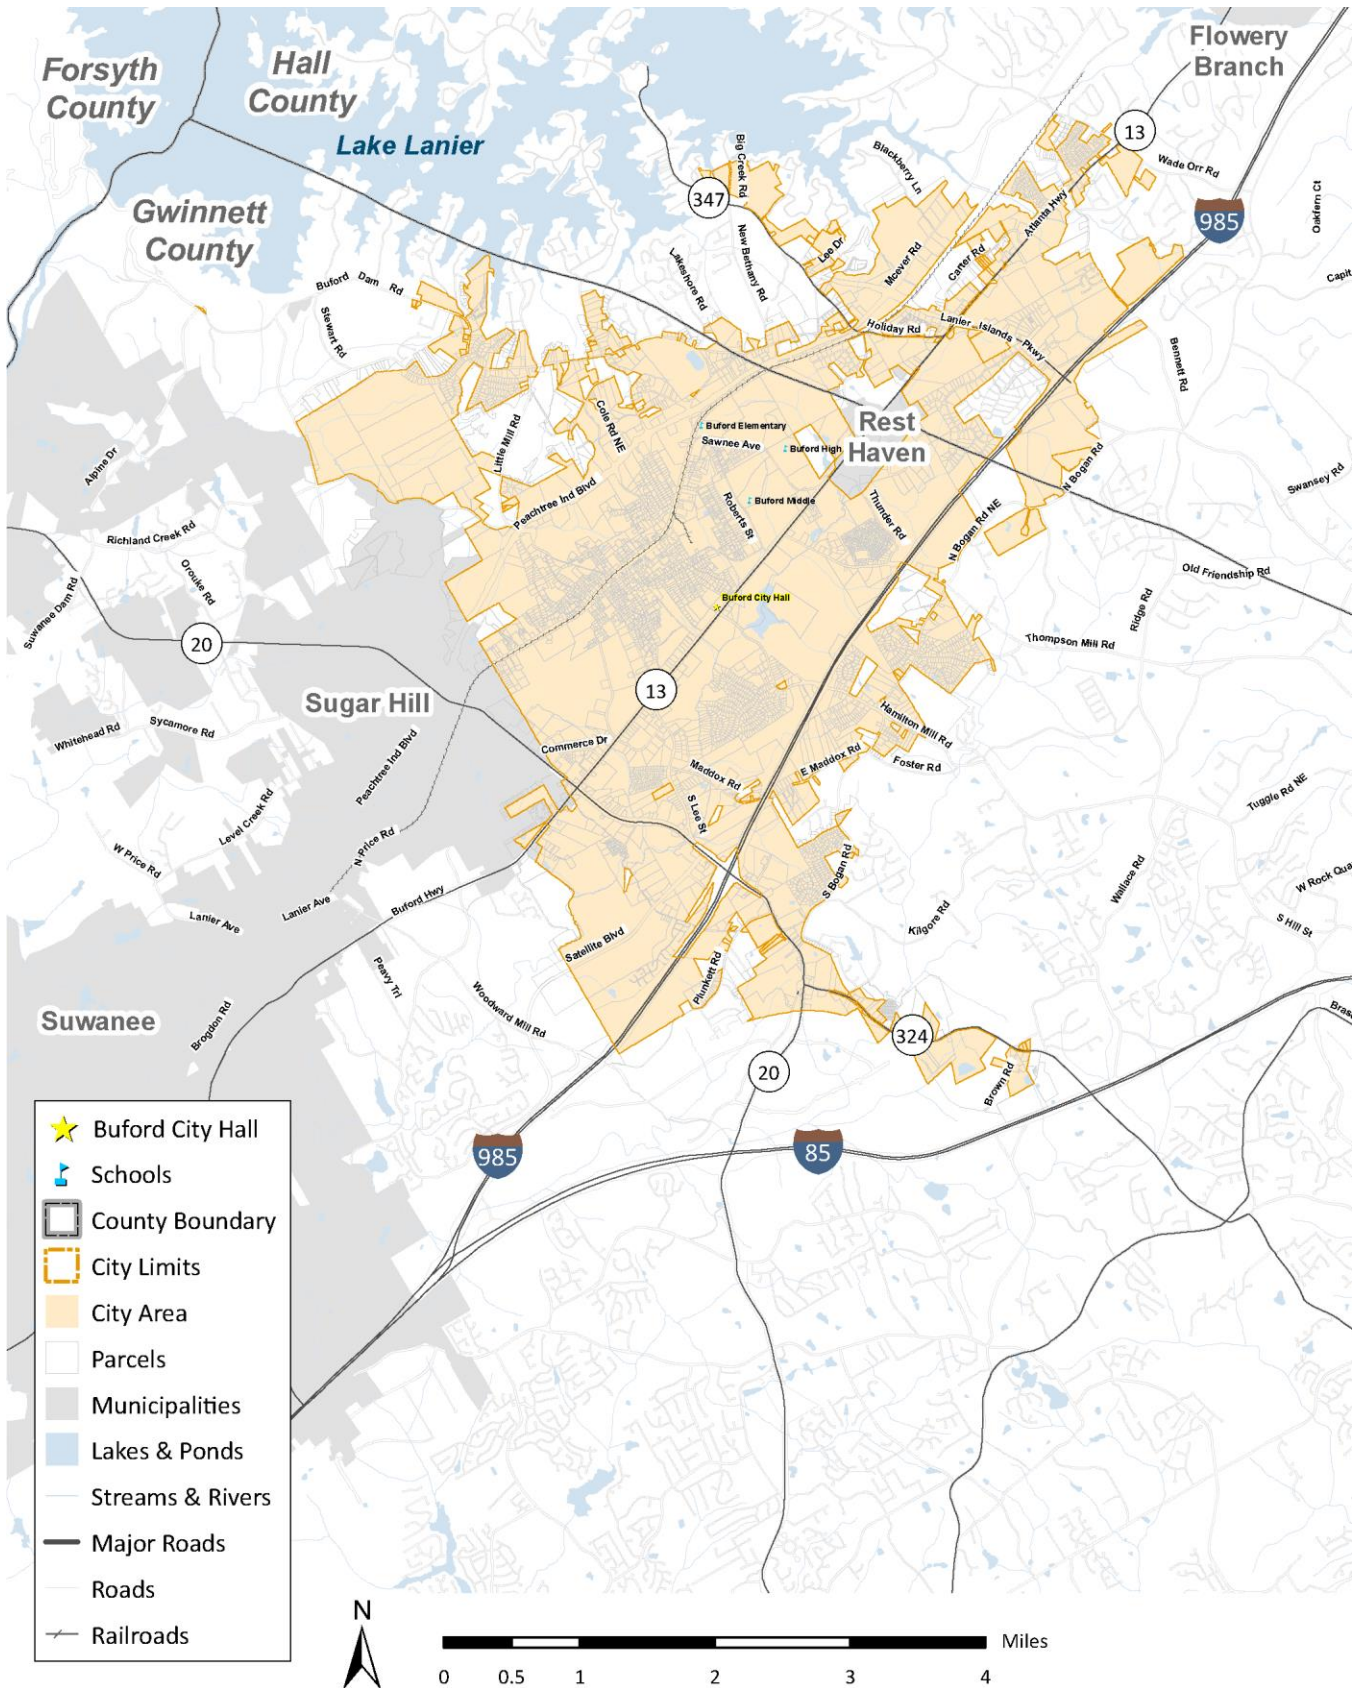 Flowery
Branch
Forsyth
County
Hall
County
Lake Lanier
Gwinnett
County
13
347
985
Big Creek Rd
Blackberry Ln
Wade Orr Rd
Oakfern Ct
Atlanta Hwy
New Bethany Rd
Lee Dr
Mcever Rd
Carter Rd
Lakeshore Rd
Buford Dam Rd
Stewart Rd
Holiday Rd
Lanier Islands Pkwy
Capit
Bennett Rd
Little Mill Rd
Cole Rd NE
Buford Elementary
Sawnee Ave
Buford High
Rest
Haven
Alpine Dr
Peachtree Ind Blvd
Buford Middle
Roberts St
Thunder Rd
N Bogan Rd
N Bogan Rd NE
Swansey Rd
Richland Creek Rd
Orouke Rd
Suwanee Dam Rd
Buford City Hall
Old Friendship Rd
Ridge Rd
Thompson Mill Rd
20
13
Sugar Hill
Whitehead Rd
Sycamore Rd
Peachtree Ind Blvd
Commerce Dr
Hamilton Mill Rd
Maddox Rd
E Maddox Rd
Foster Rd
S Lee St
Level Creek Rd
N Price Rd
W Price Rd
Tuggle Rd NE
Lanier Ave
Lanier Ave
Buford Hwy
S Bogan Rd
Wallace Rd
W Rock Qua
S Hill St
Kilgore Rd
Satellite Blvd
Plunkett Rd
Peavy Trl
Woodward Mill Rd
Suwanee
Brogdon Rd
324
Bras
20
Brown Rd
985
85
Buford City Hall
Schools
County Boundary
City Limits
City Area
Parcels
Municipalities
Lakes & Ponds
Streams & Rivers
Major Roads
Roads
Railroads
N
Miles
0 0.5 1 2 3 4